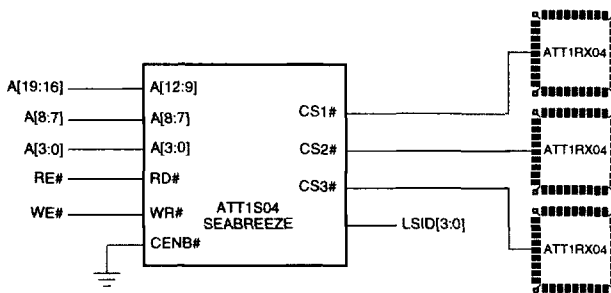 ATT1RX04
A[19:16] A[12:9]
CS1#
A[8:7] A[8:7]
A[3:0] A[3:0] CS2# ATT1RX04
RE# RD# CS3#
WE# WR# ATT1S04
SEABREEZE LSID[3:0]
CENB# ATT1RX04